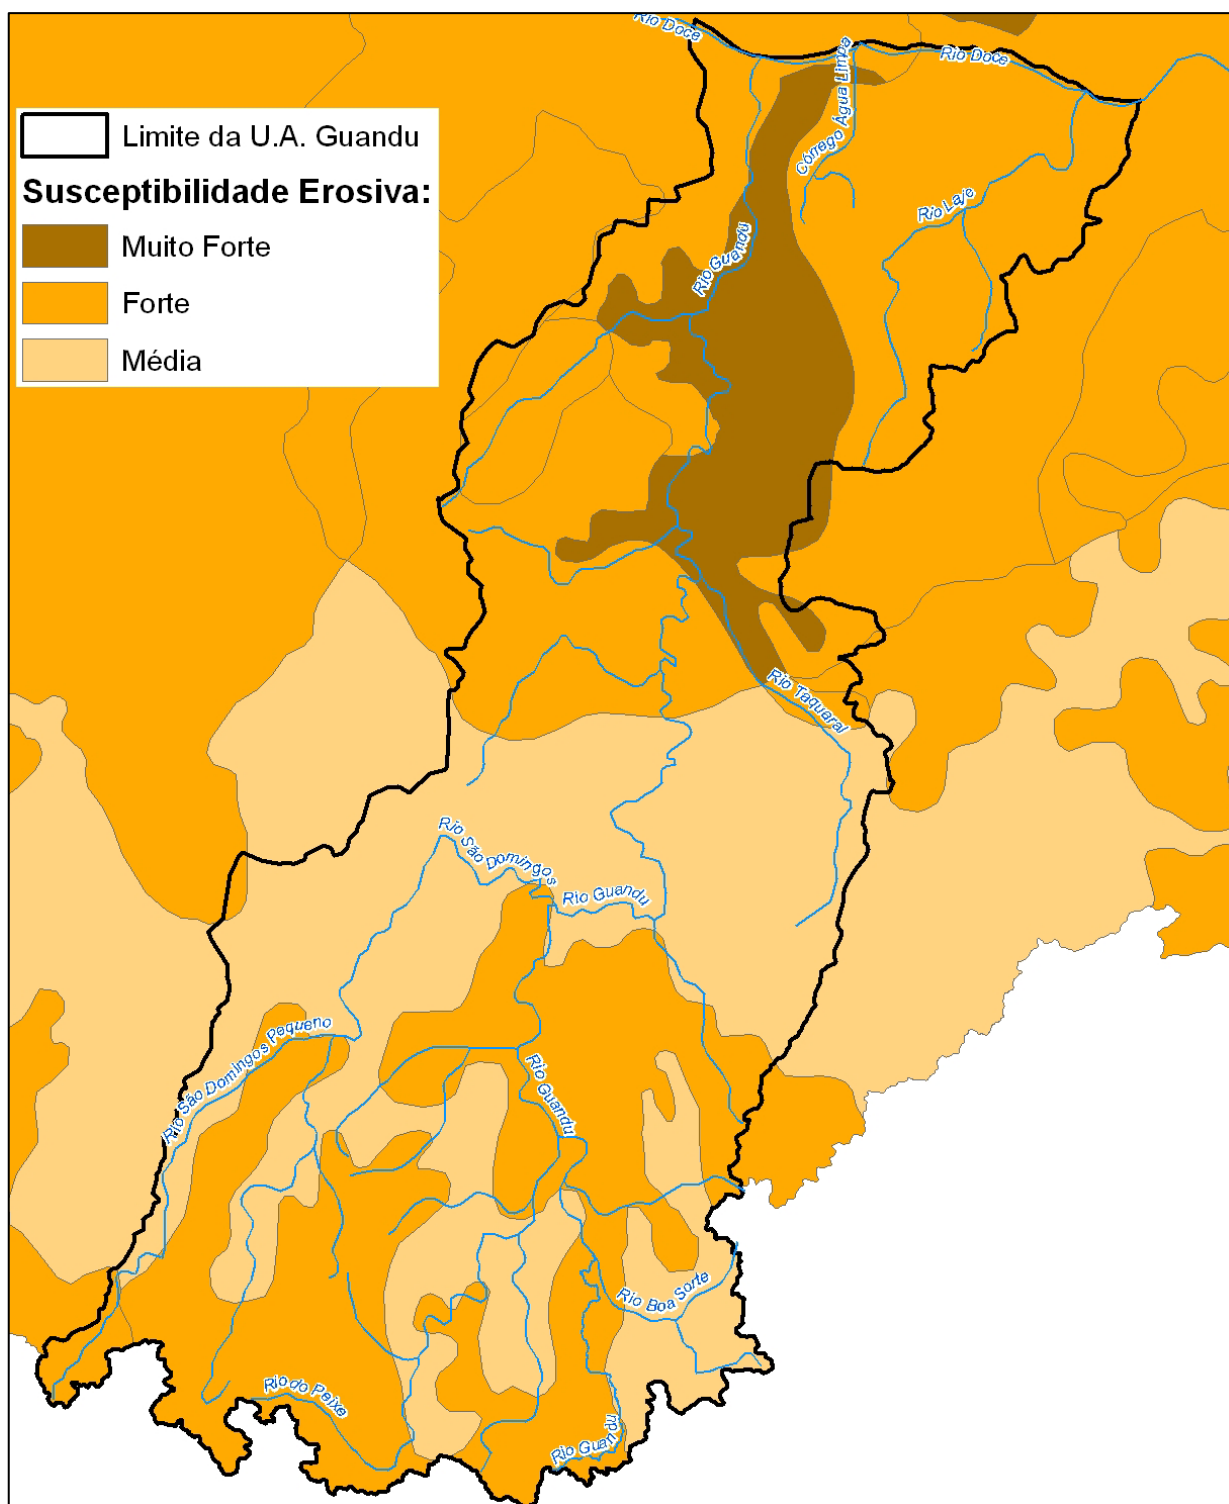 Rio Doce
Rio Doce
Córrego Água Limpa
Limite da U.A. Guandu
Susceptibilidade Erosiva:
Muito Forte
Forte
Média
Rio Laje
Rio Guandu
Rio Taquaral
Rio São Domingos
Rio Guandu
Rio São Domingos Pequeno
Rio Guandu
Rio Boa Sorte
Rio do Peixe
Rio Guandu